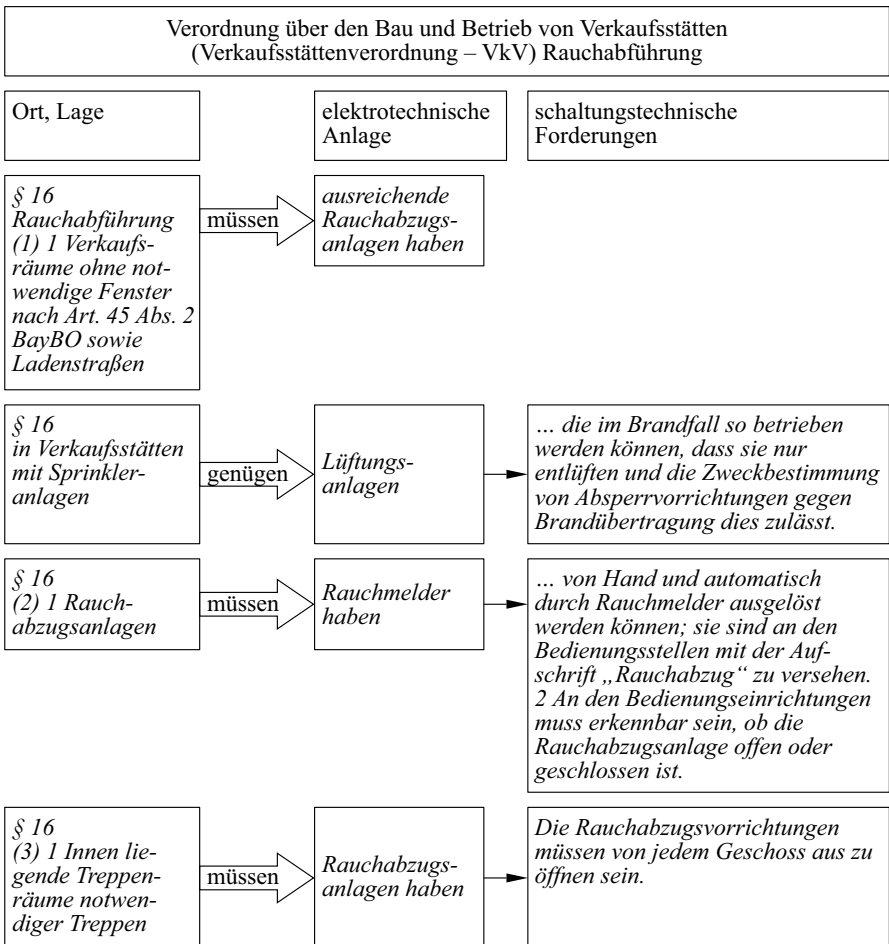 Verordnung über den Bau und Betrieb von Verkaufsstätten
(Verkaufsstättenverordnung – VkV) Rauchabführung
Ort, Lage
elektrotechnische
Anlage
schaltungstechnische
Forderungen
§ 16
Rauchabführung
(1) 1 Verkaufs-
räume ohne not-
wendige Fenster
nach Art. 45 Abs. 2
BayBO sowie
Ladenstraßen
müssen
ausreichende
Rauchabzugs-
anlagen haben
§ 16
in Verkaufsstätten
mit Sprinkler-
anlagen
genügen
Lüftungs-
anlagen
… die im Brandfall so betrieben
werden können, dass sie nur
entlüften und die Zweckbestimmung
von Absperrvorrichtungen gegen
Brandübertragung dies zulässt.
§ 16
(2) 1 Rauch-
abzugsanlagen
müssen
Rauchmelder
haben
… von Hand und automatisch
durch Rauchmelder ausgelöst
werden können; sie sind an den
Bedienungsstellen mit der Auf-
schrift „Rauchabzug“ zu versehen.
2 An den Bedienungseinrichtungen
muss erkennbar sein, ob die
Rauchabzugsanlage offen oder
geschlossen ist.
§ 16
(3) 1 Innen lie-
gende Treppen-
räume notwen-
diger Treppen
müssen
Rauchabzugs-
anlagen haben
Die Rauchabzugsvorrichtungen
müssen von jedem Geschoss aus zu
öffnen sein.